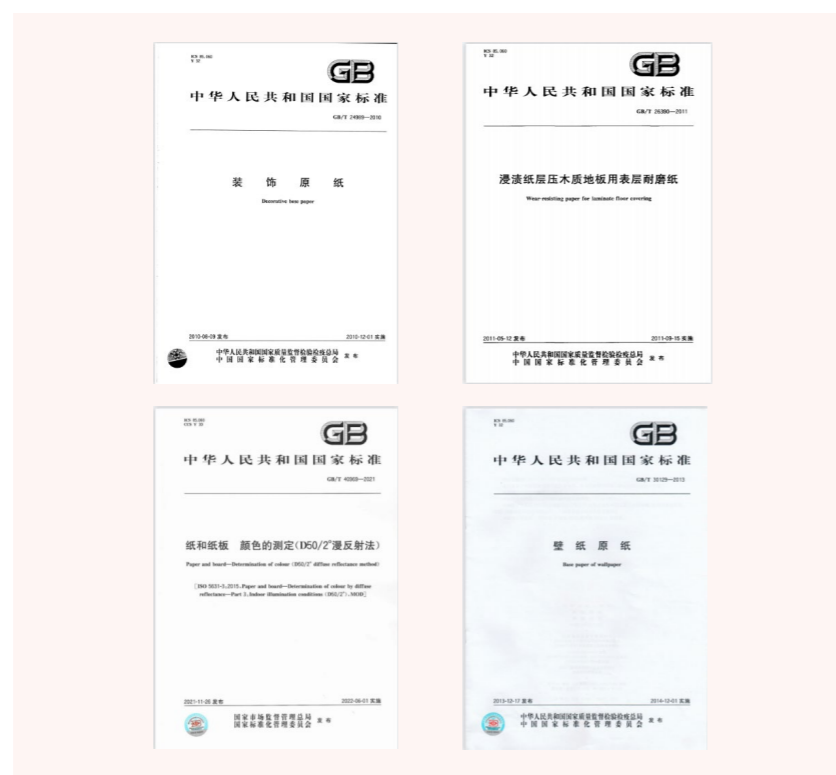 ICS 85.060
GB
中华人民共和国国家标准
GB/T 24989—2010
装饰原纸
Decorative base paper
2010-08-09 发布
2010-12-01 实施
中华人民共和国国家质量监督检验检疫总局
中国国家标准化管理委员会
发布
GB
中华人民共和国国家标准
GB/T 26390—2011
浸渍纸层压木质地板用表层耐磨纸
Wear-resisting paper for laminate floor covering
2011-05-12 发布
2011-09-15 实施
中华人民共和国国家质量监督检验检疫总局
中国国家标准化管理委员会
发布
GB
中华人民共和国国家标准
纸和纸板 颜色的测定(D50/2°漫反射法)
Paper and board—Determination of colour (D50/2° diffuse reflectance method)
reflectance—Part 3:Indoor illumination conditions (D50/2°),MOD]
2021-11-26 发布
2022-06-01 实施
国家市场监督管理总局
国家标准化管理委员会
发布
GB
中华人民共和国国家标准
GB/T 30129—2013
壁纸原纸
Base paper of wallpaper
2013-12-17 发布
2014-12-01 实施
中华人民共和国国家质量监督检验检疫总局
中国国家标准化管理委员会
发布